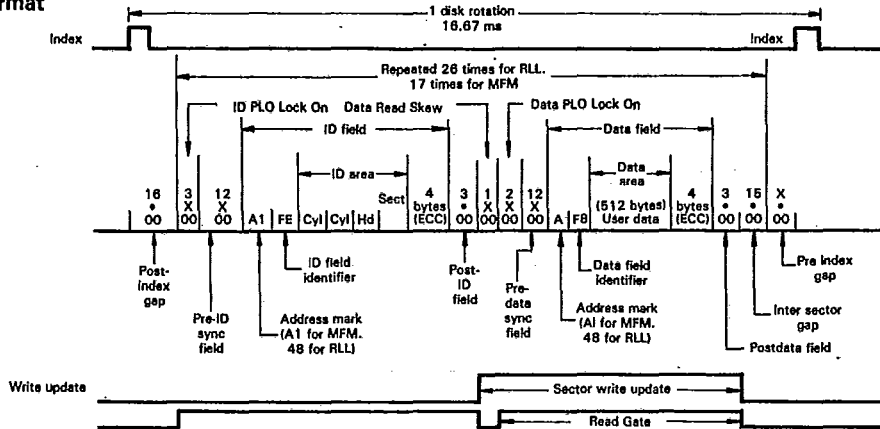 rmat
1 disk rotation
16.67 ms
Index
Index
Repeated 26 times for RLL.
17 times for MFM
ID PLO Lock On
Data Read Skew
Data PLO Lock On
ID field
Data field
ID area
Data area
16 • 00
3 X 00
12 X 00
A1
FE
Cyl
Cyl
Hd
Sect
4 bytes (ECC)
3 • 00
1 X 00
2 X 00
12 X 00
A
F8
(512 bytes) User data
4 bytes (ECC)
3 • 00
15 • 00
X • 00
Post-index gap
Pre-ID sync field
ID field identifier
Address mark (A1 for MFM. 48 for RLL)
Post-ID field
Pre-data sync field
Data field identifier
Address mark (AI for MFM. 48 for RLL)
Pre Index gap
Inter sector gap
Postdata field
Write update
Sector write update
Read Gate